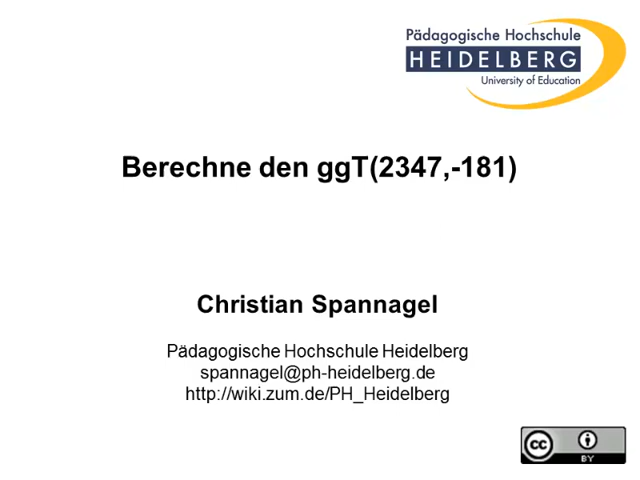 Pädagogische Hochschule
HEIDELBERG
University of Education
Berechne den ggT(2347,-181)
Christian Spannagel
Pädagogische Hochschule Heidelberg
spannagel@ph-heidelberg.de
http://wiki.zum.de/PH_Heidelberg
cc
BY